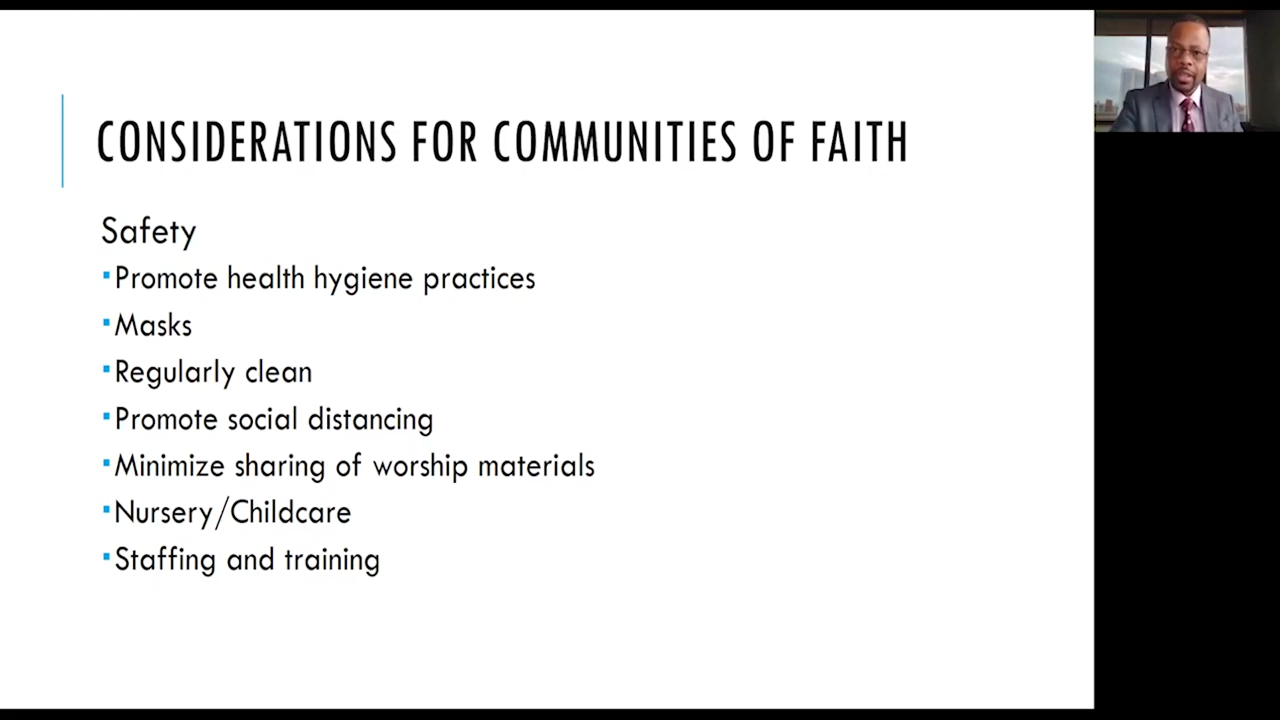 CONSIDERATIONS FOR COMMUNITIES OF FAITH
Safety
▪Promote health hygiene practices
▪Masks
▪Regularly clean
▪Promote social distancing
▪Minimize sharing of worship materials
▪Nursery/Childcare
▪Staffing and training